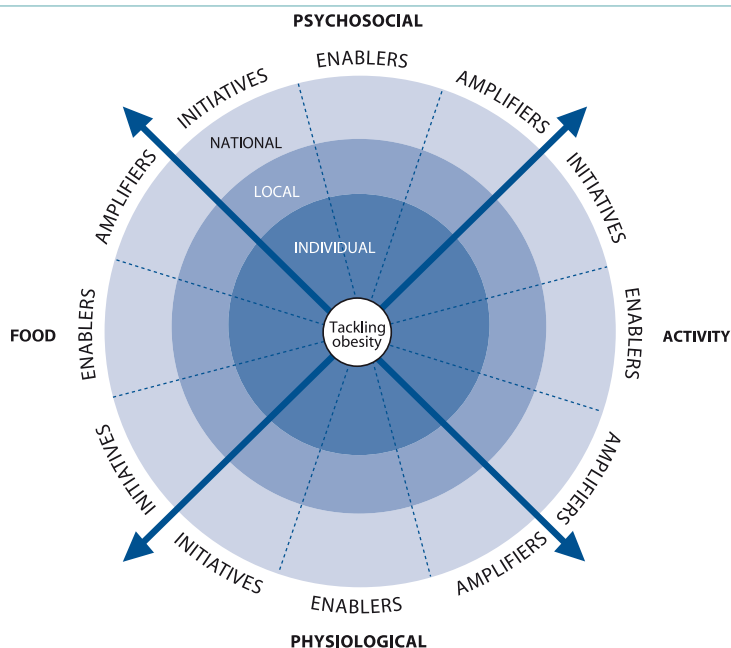 PSYCHOSOCIAL
ENABLERS
INITIATIVES
AMPLIFIERS
NATIONAL
AMPLIFIERS
INITIATIVES
LOCAL
INDIVIDUAL
ENABLERS
FOOD
Tackling
obesity
ENABLERS
ACTIVITY
INITIATIVES
AMPLIFIERS
INITIATIVES
ENABLERS
AMPLIFIERS
PHYSIOLOGICAL